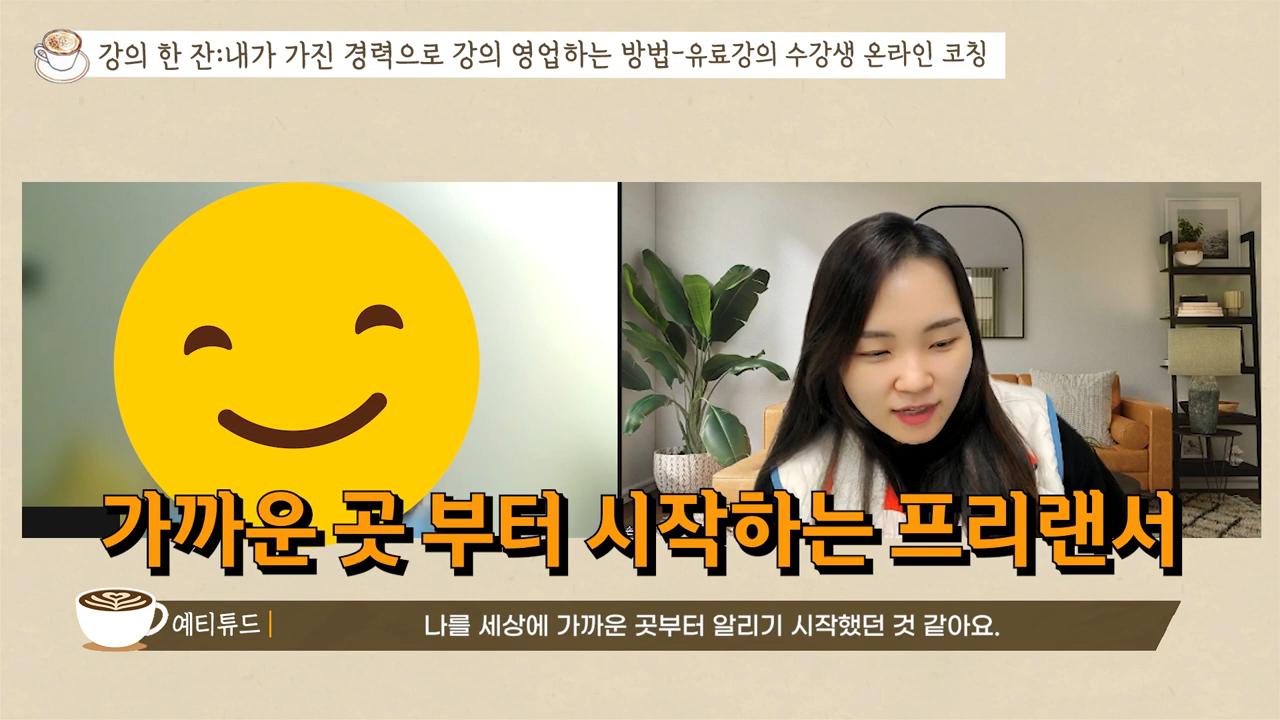 강의 한 잔:내가 가진 경력으로 강의 영업하는 방법-유료강의 수강생 온라인 코칭
가까운 곳 부터 시작하는 프리랜서
예티튜드
나를 세상에 가까운 곳부터 알리기 시작했던 것 같아요.